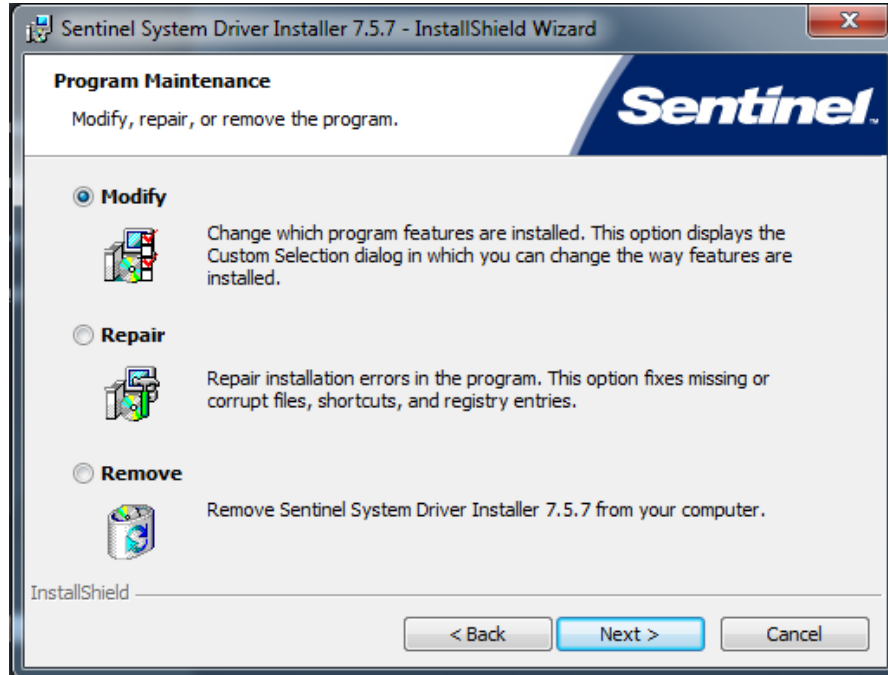 Sentinel System Driver Installer 7.5.7 - InstallShield Wizard
Program Maintenance
Modify, repair, or remove the program.
Sentinel™
Modify
Change which program features are installed. This option displays the
Custom Selection dialog in which you can change the way features are
installed.
Repair
Repair installation errors in the program. This option fixes missing or
corrupt files, shortcuts, and registry entries.
Remove
Remove Sentinel System Driver Installer 7.5.7 from your computer.
InstallShield
< Back
Next >
Cancel